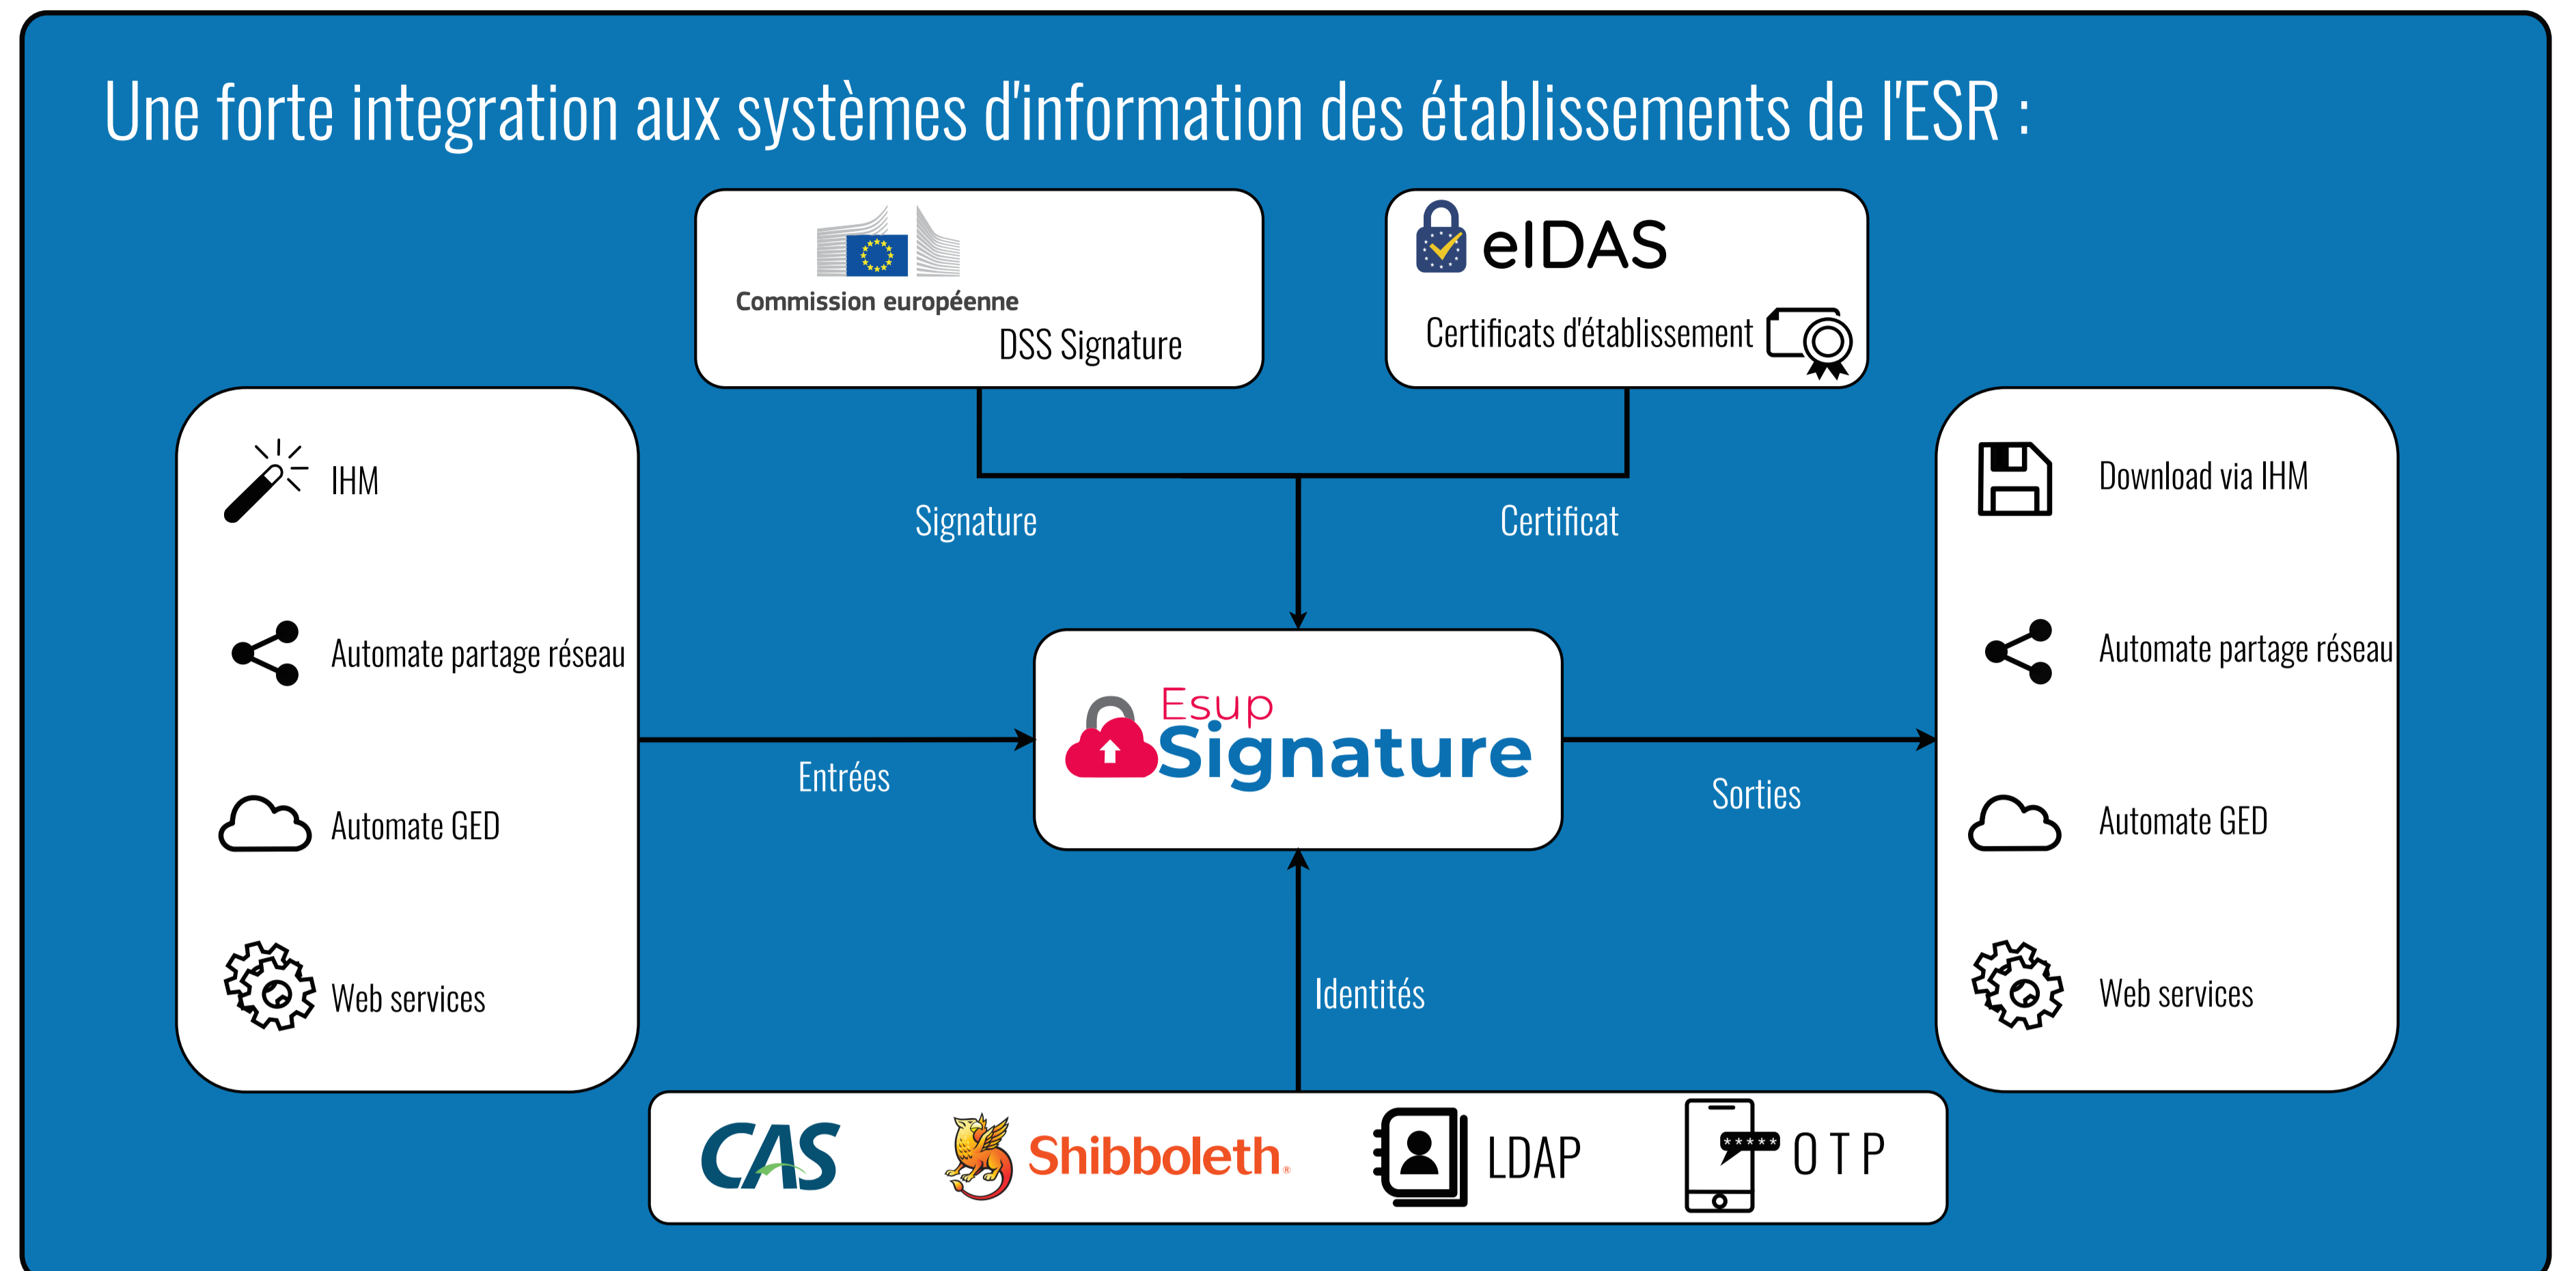 Une forte integration aux systèmes d'information des établissements de l'ESR :
Commission européenne
DSS Signature
eIDAS
Certificats d'établissement
Signature
Certificat
IHM
Automate partage réseau
Automate GED
Web services
Entrées
Esup
Signature
Sorties
Download via IHM
Automate partage réseau
Automate GED
Web services
Identités
CAS
Shibboleth®
LDAP
*****
OTP